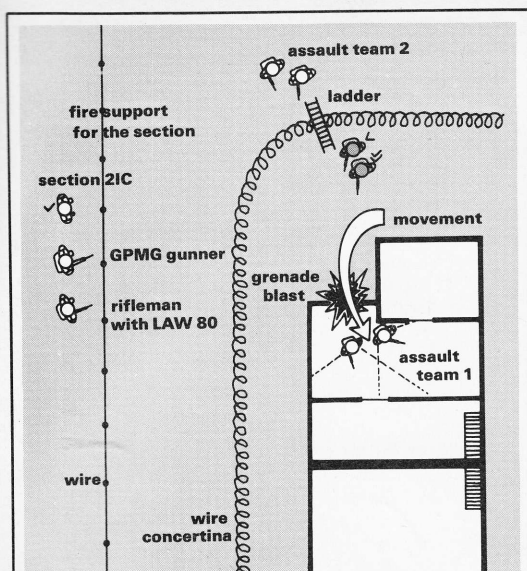 assault team 2
ladder
fire support
for the section
section 2IC
GPMG gunner
rifleman
with LAW 80
movement
grenade
blast
assault
team 1
wire
wire
concertina